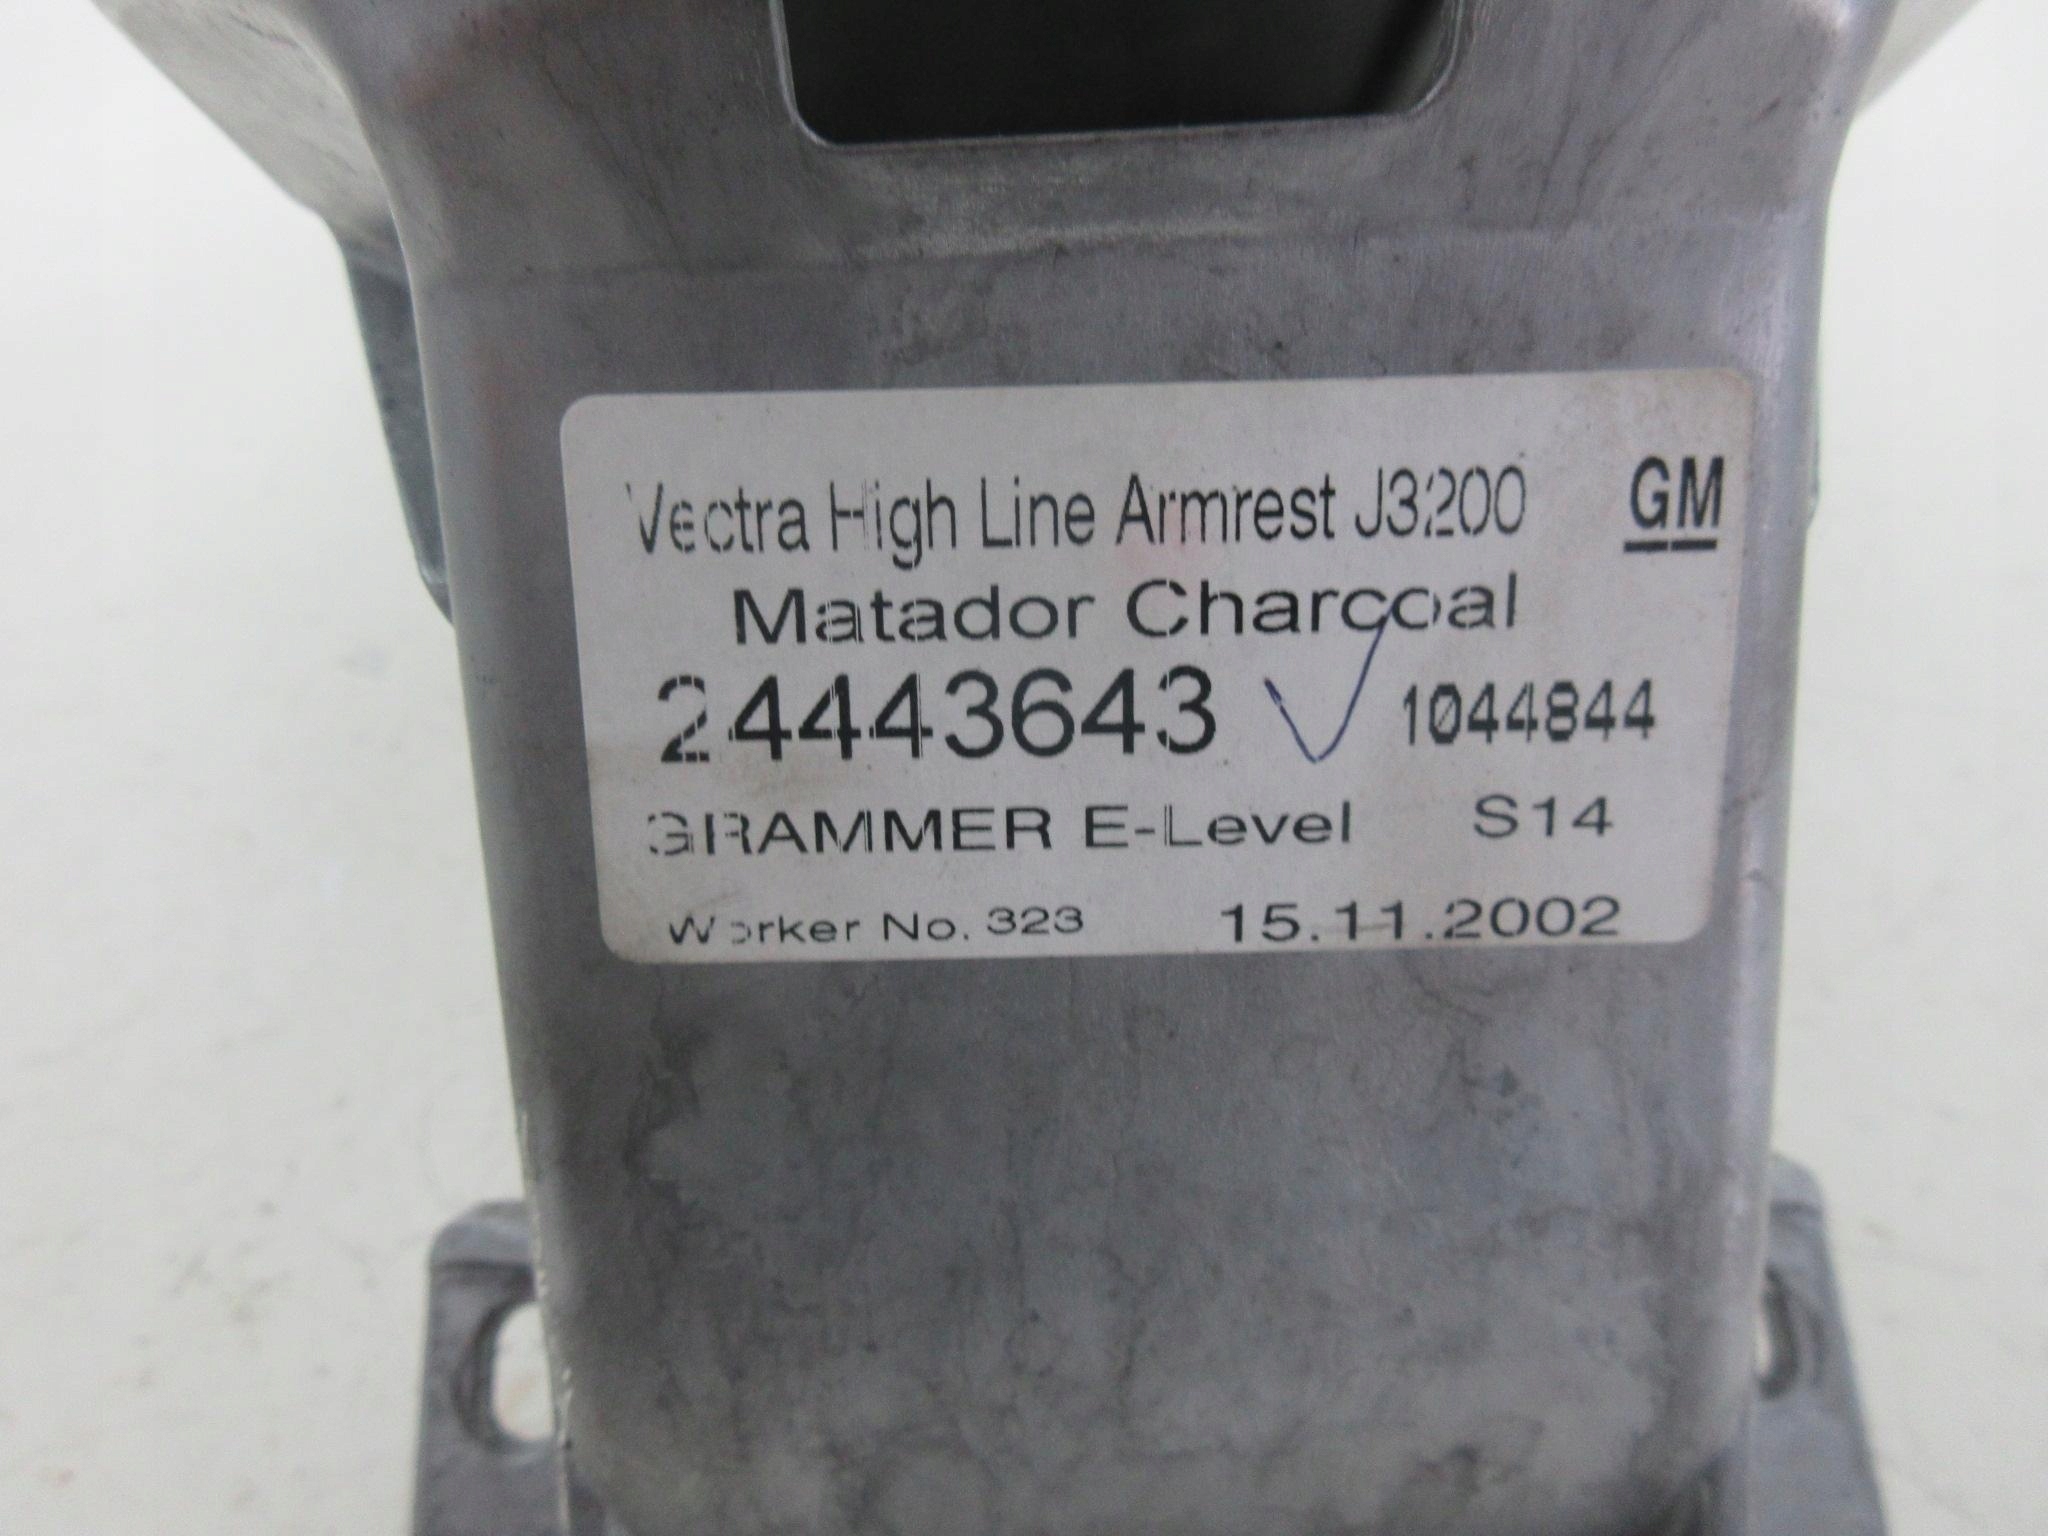 Vectra High Line Armrest J3200 GM
Matador Charcoal
24443643 1044844
GRAMMER E-Level S14
Worker No. 323 15.11.2002